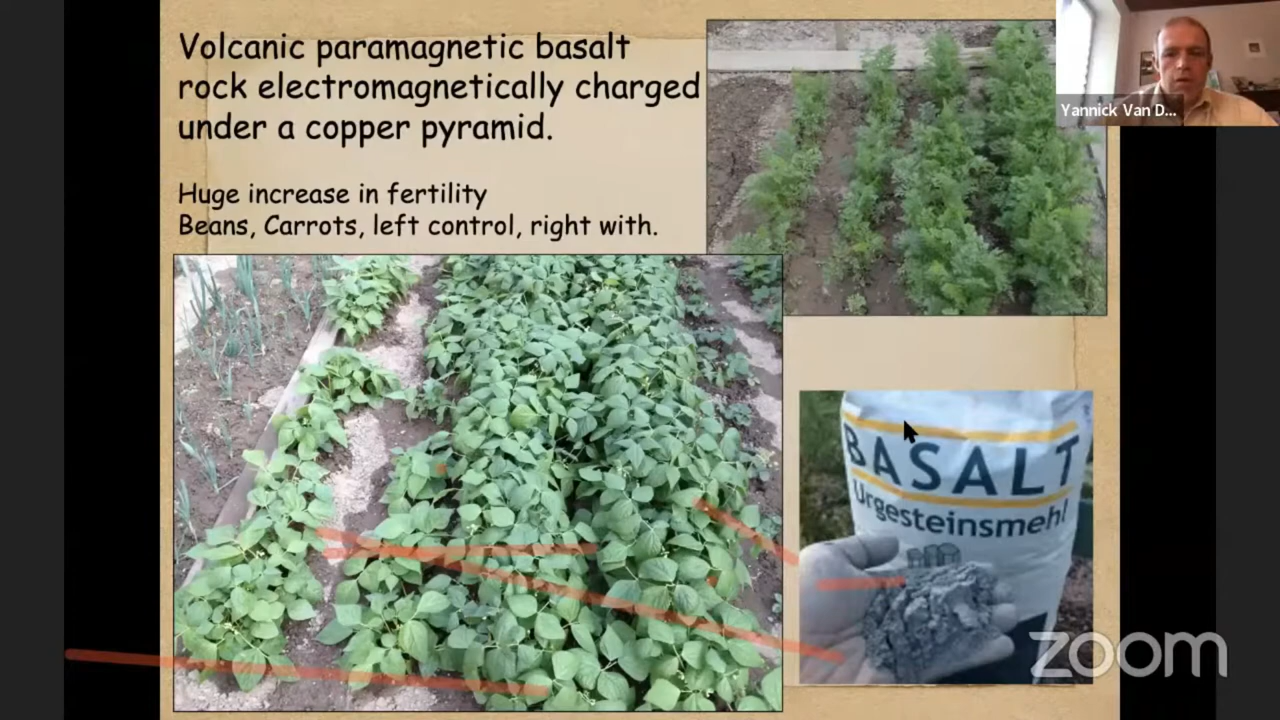 Volcanic paramagnetic basalt
rock electromagnetically charged
under a copper pyramid.
Huge increase in fertility
Beans, Carrots, left control, right with.
Yannick Van D...
BASALT
Urgesteinsmehl
zoom